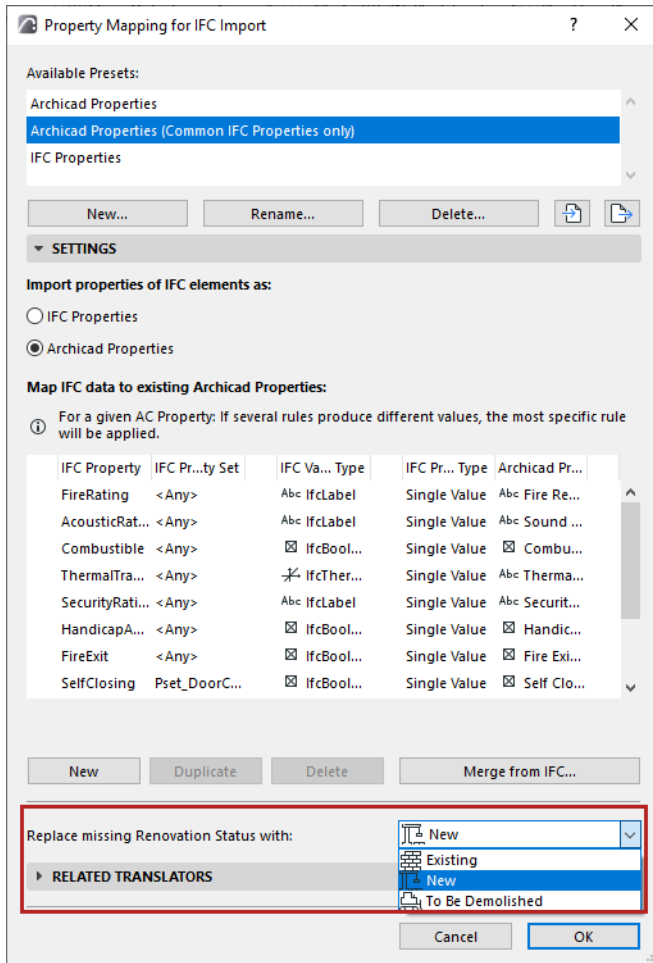 Property Mapping for IFC Import ? ×
Available Presets:
Archicad Properties
Archicad Properties (Common IFC Properties only)
IFC Properties
New... Rename... Delete...
SETTINGS
Import properties of IFC elements as:
IFC Properties
Archicad Properties
Map IFC data to existing Archicad Properties:
For a given AC Property: If several rules produce different values, the most specific rule
will be applied.
IFC Property IFC Pr...ty Set IFC Va... Type IFC Pr... Type Archicad Pr...
FireRating <Any> Abc IfcLabel Single Value Abc Fire Re...
AcousticRat... <Any> Abc IfcLabel Single Value Abc Sound ...
Combustible <Any> IfcBool... Single Value Combu...
ThermalTra... <Any> IfcTher... Single Value Abc Therma...
SecurityRati... <Any> Abc IfcLabel Single Value Abc Securit...
HandicapA... <Any> IfcBool... Single Value Handic...
FireExit <Any> IfcBool... Single Value Fire Exi...
SelfClosing Pset_DoorC... IfcBool... Single Value Self Clo...
New Duplicate Delete Merge from IFC...
Replace missing Renovation Status with: New
Existing
RELATED TRANSLATORS New
To Be Demolished
Cancel OK